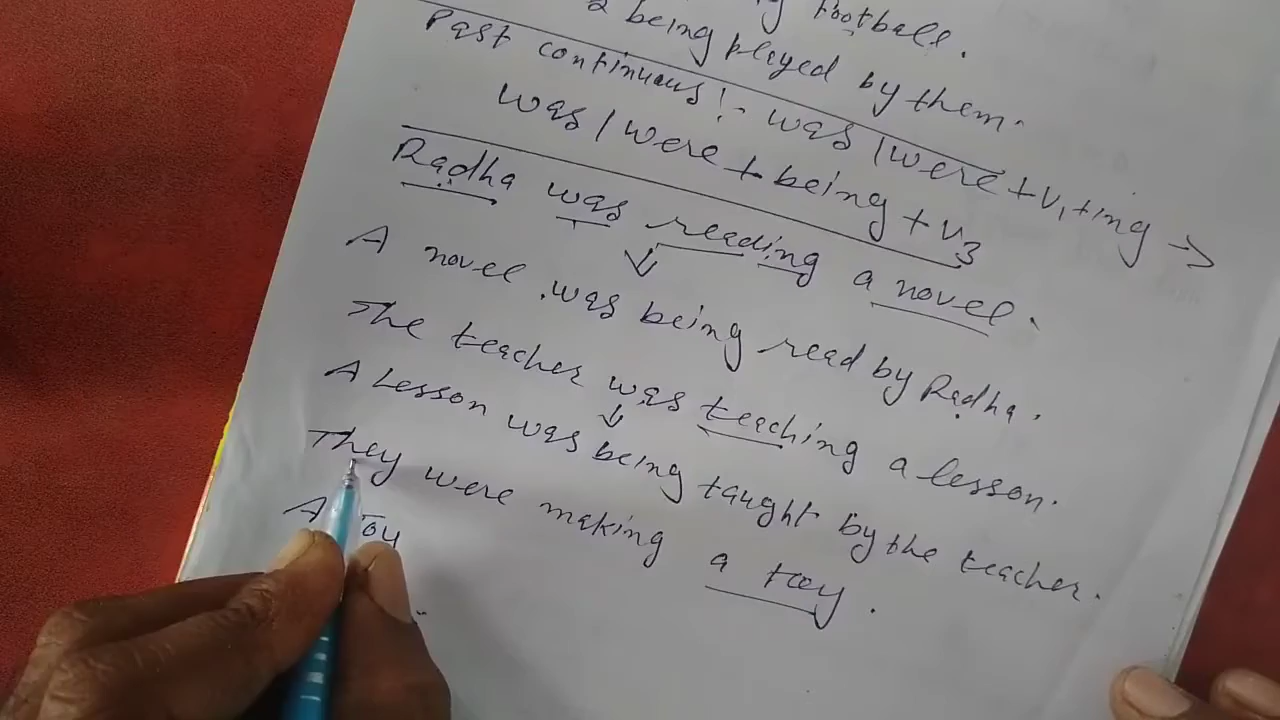 football.
being played by them.
Past continuous :- was / were + V1 + ing →
was / were + being + V3
Radha was reading a novel.
A novel was being read by Radha.
The teacher was teaching a lesson.
A Lesson was being taught by the teacher.
They were making a toy.
A Toy